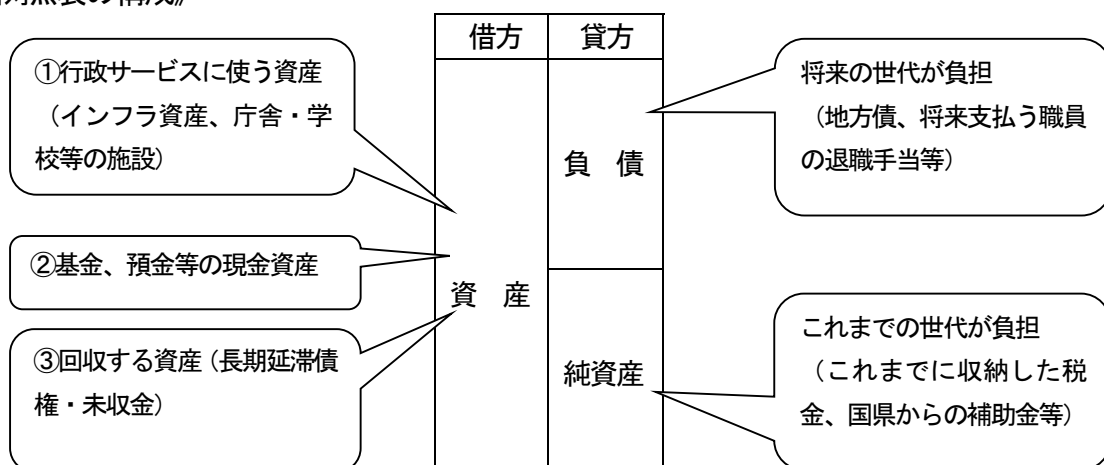 対照表の構成》
借方
貸方
①行政サービスに使う資産
（インフラ資産、庁舎・学
校等の施設）
②基金、預金等の現金資産
③回収する資産（長期延滞債
権・未収金）
資　産
負　債
純資産
将来の世代が負担
（地方債、将来支払う職員
の退職手当等）
これまでの世代が負担
（これまでに収納した税
金、国県からの補助金等）